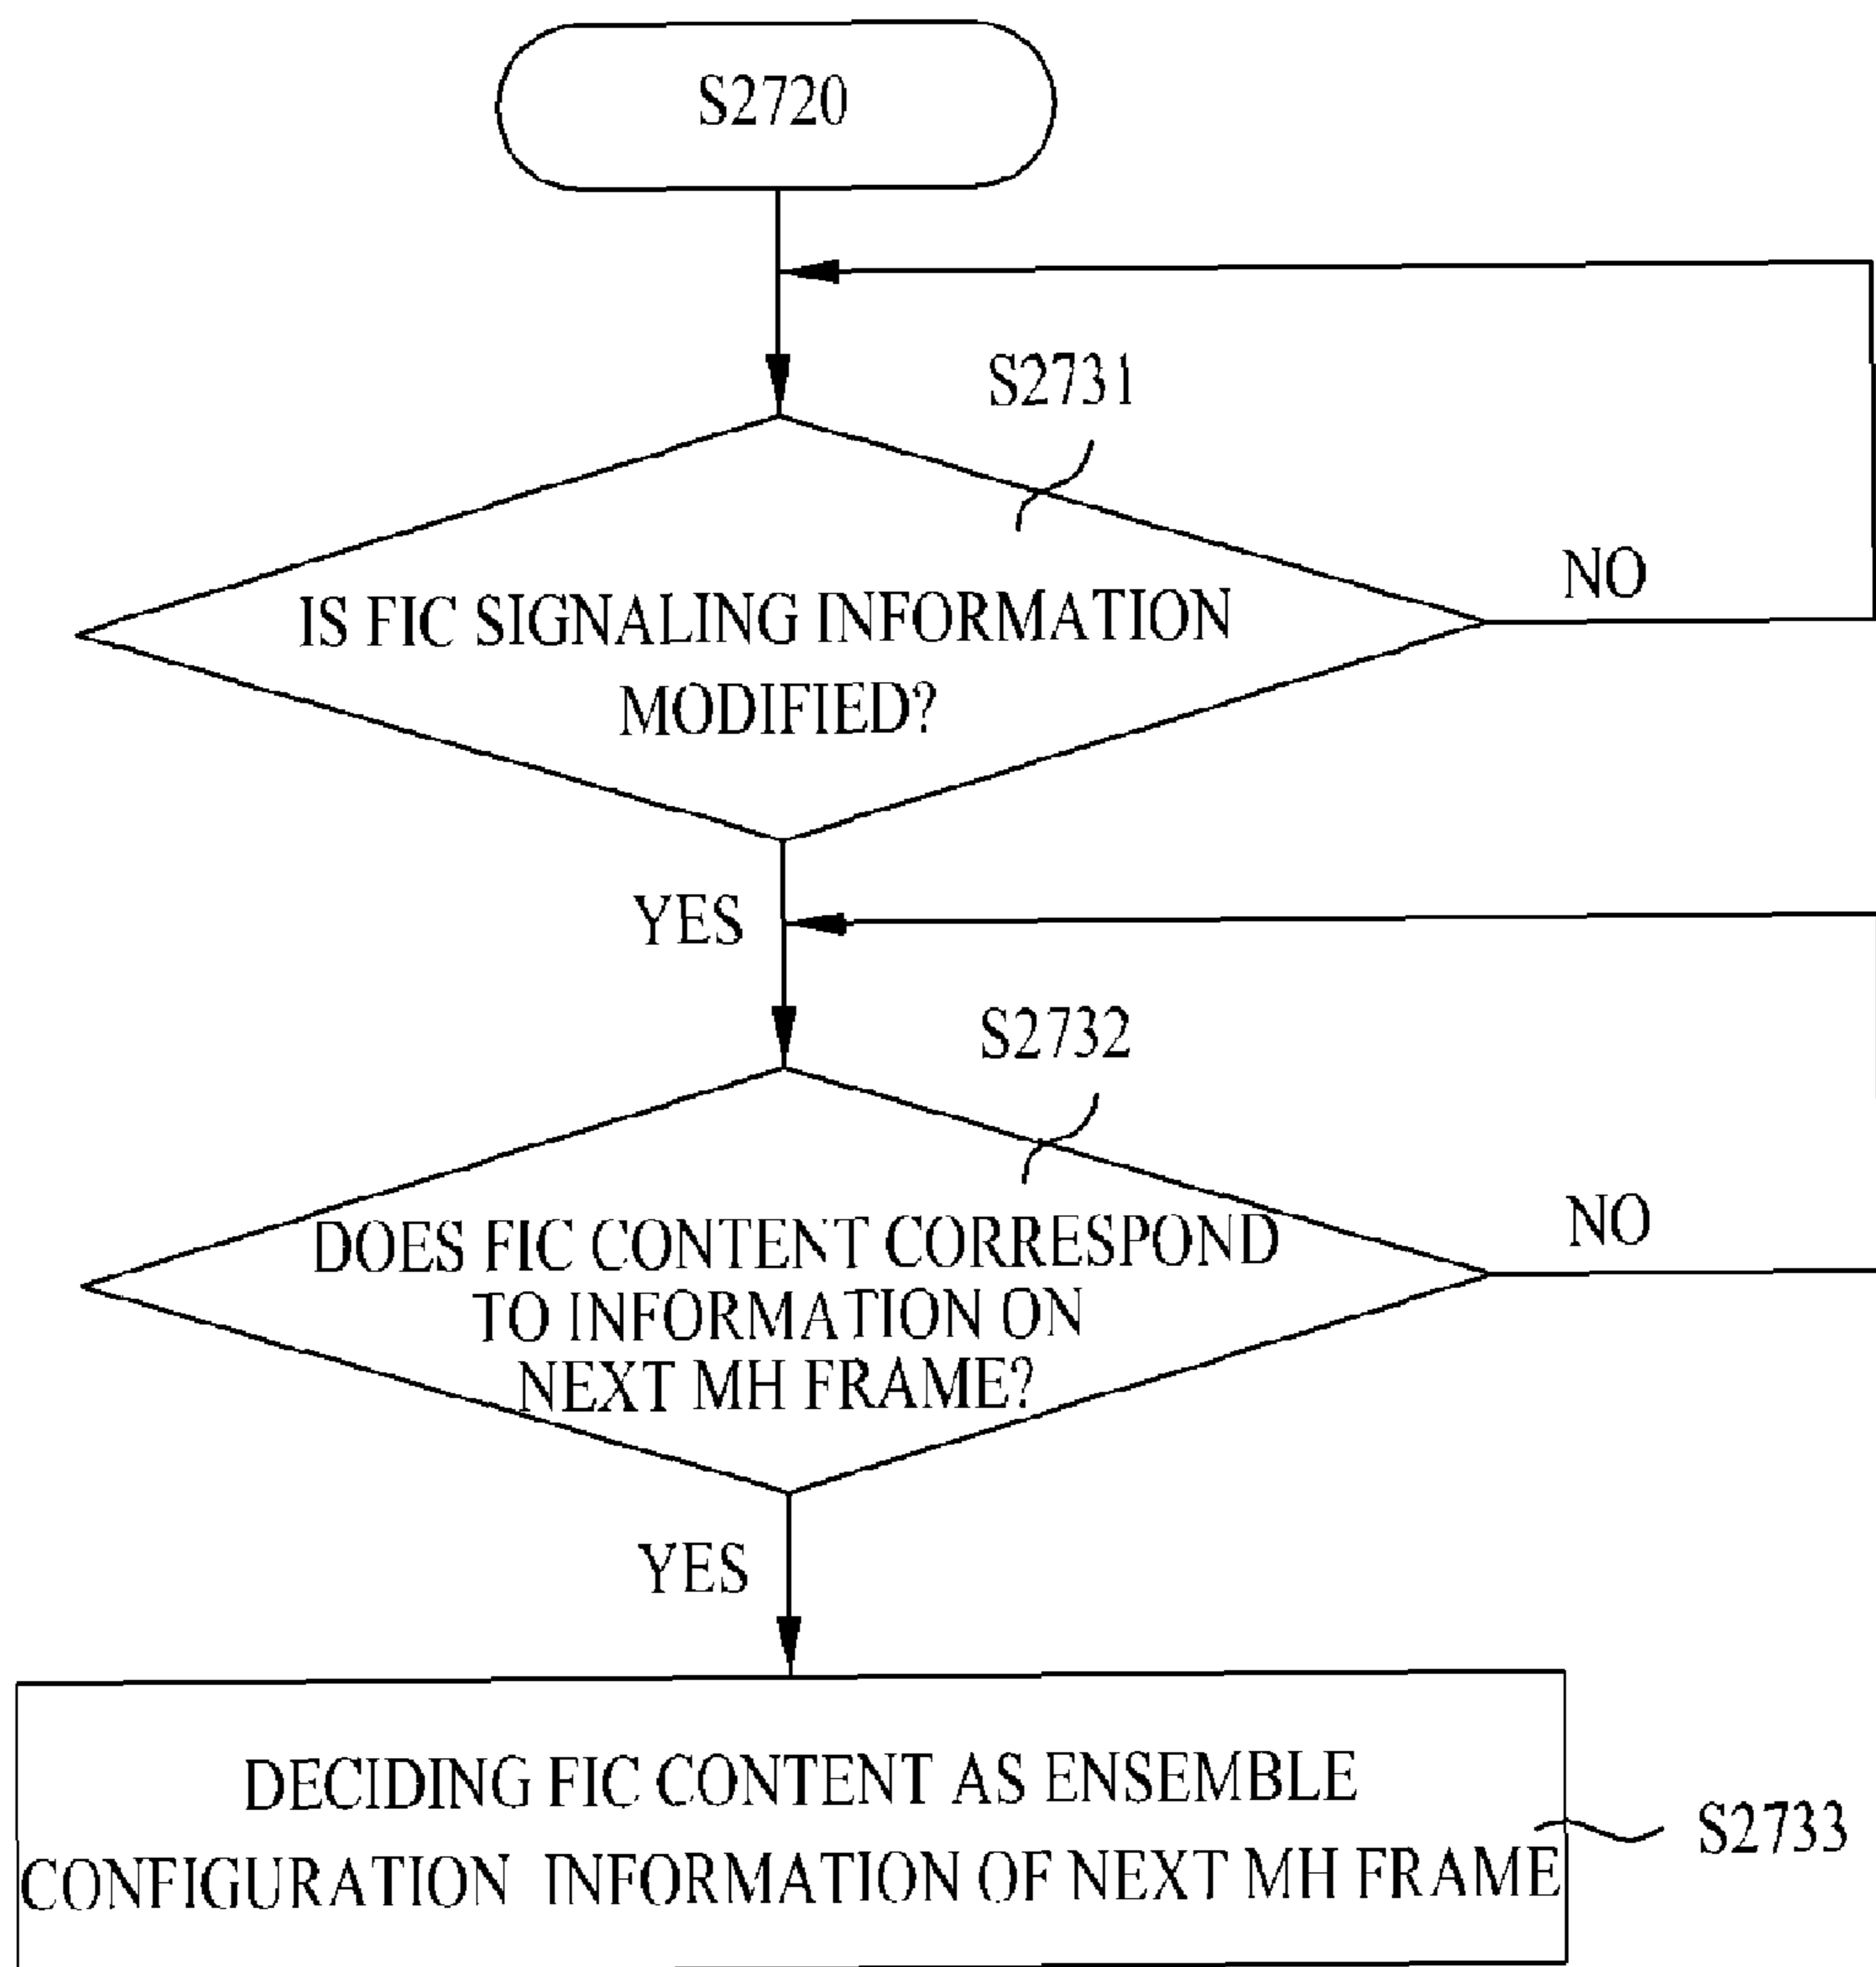 S2720
S2731
IS FIC SIGNALING INFORMATION
MODIFIED?
NO
YES
S2732
DOES FIC CONTENT CORRESPOND
TO INFORMATION ON
NEXT MH FRAME?
NO
YES
DECIDING FIC CONTENT AS ENSEMBLE
CONFIGURATION INFORMATION OF NEXT MH FRAME
S2733